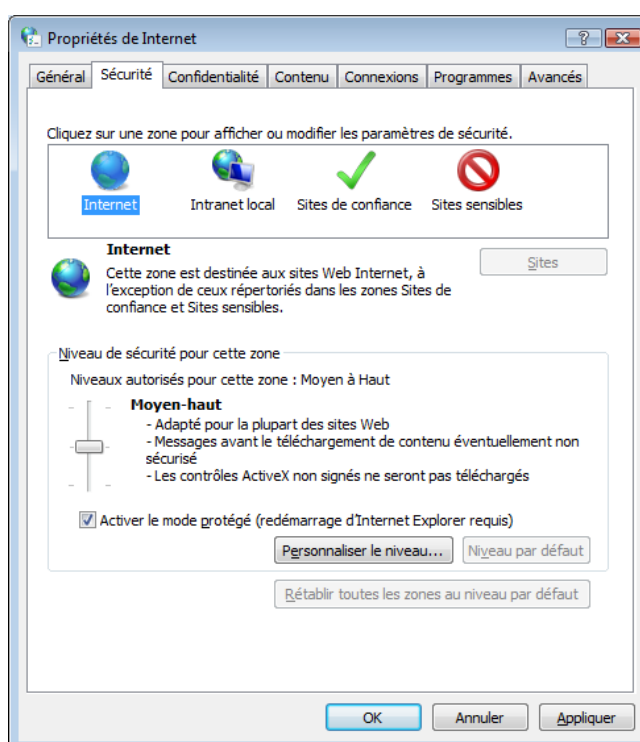 Propriétés de Internet
Général Sécurité Confidentialité Contenu Connexions Programmes Avancés
Cliquez sur une zone pour afficher ou modifier les paramètres de sécurité.
Internet Intranet local Sites de confiance Sites sensibles
Internet
Cette zone est destinée aux sites Web Internet, à
l'exception de ceux répertoriés dans les zones Sites de
confiance et Sites sensibles.
Sites
Niveau de sécurité pour cette zone
Niveaux autorisés pour cette zone : Moyen à Haut
Moyen-haut
- Adapté pour la plupart des sites Web
- Messages avant le téléchargement de contenu éventuellement non
sécurisé
- Les contrôles ActiveX non signés ne seront pas téléchargés
Activer le mode protégé (redémarrage d'Internet Explorer requis)
Personnaliser le niveau... Niveau par défaut
Rétablir toutes les zones au niveau par défaut
OK Annuler Appliquer